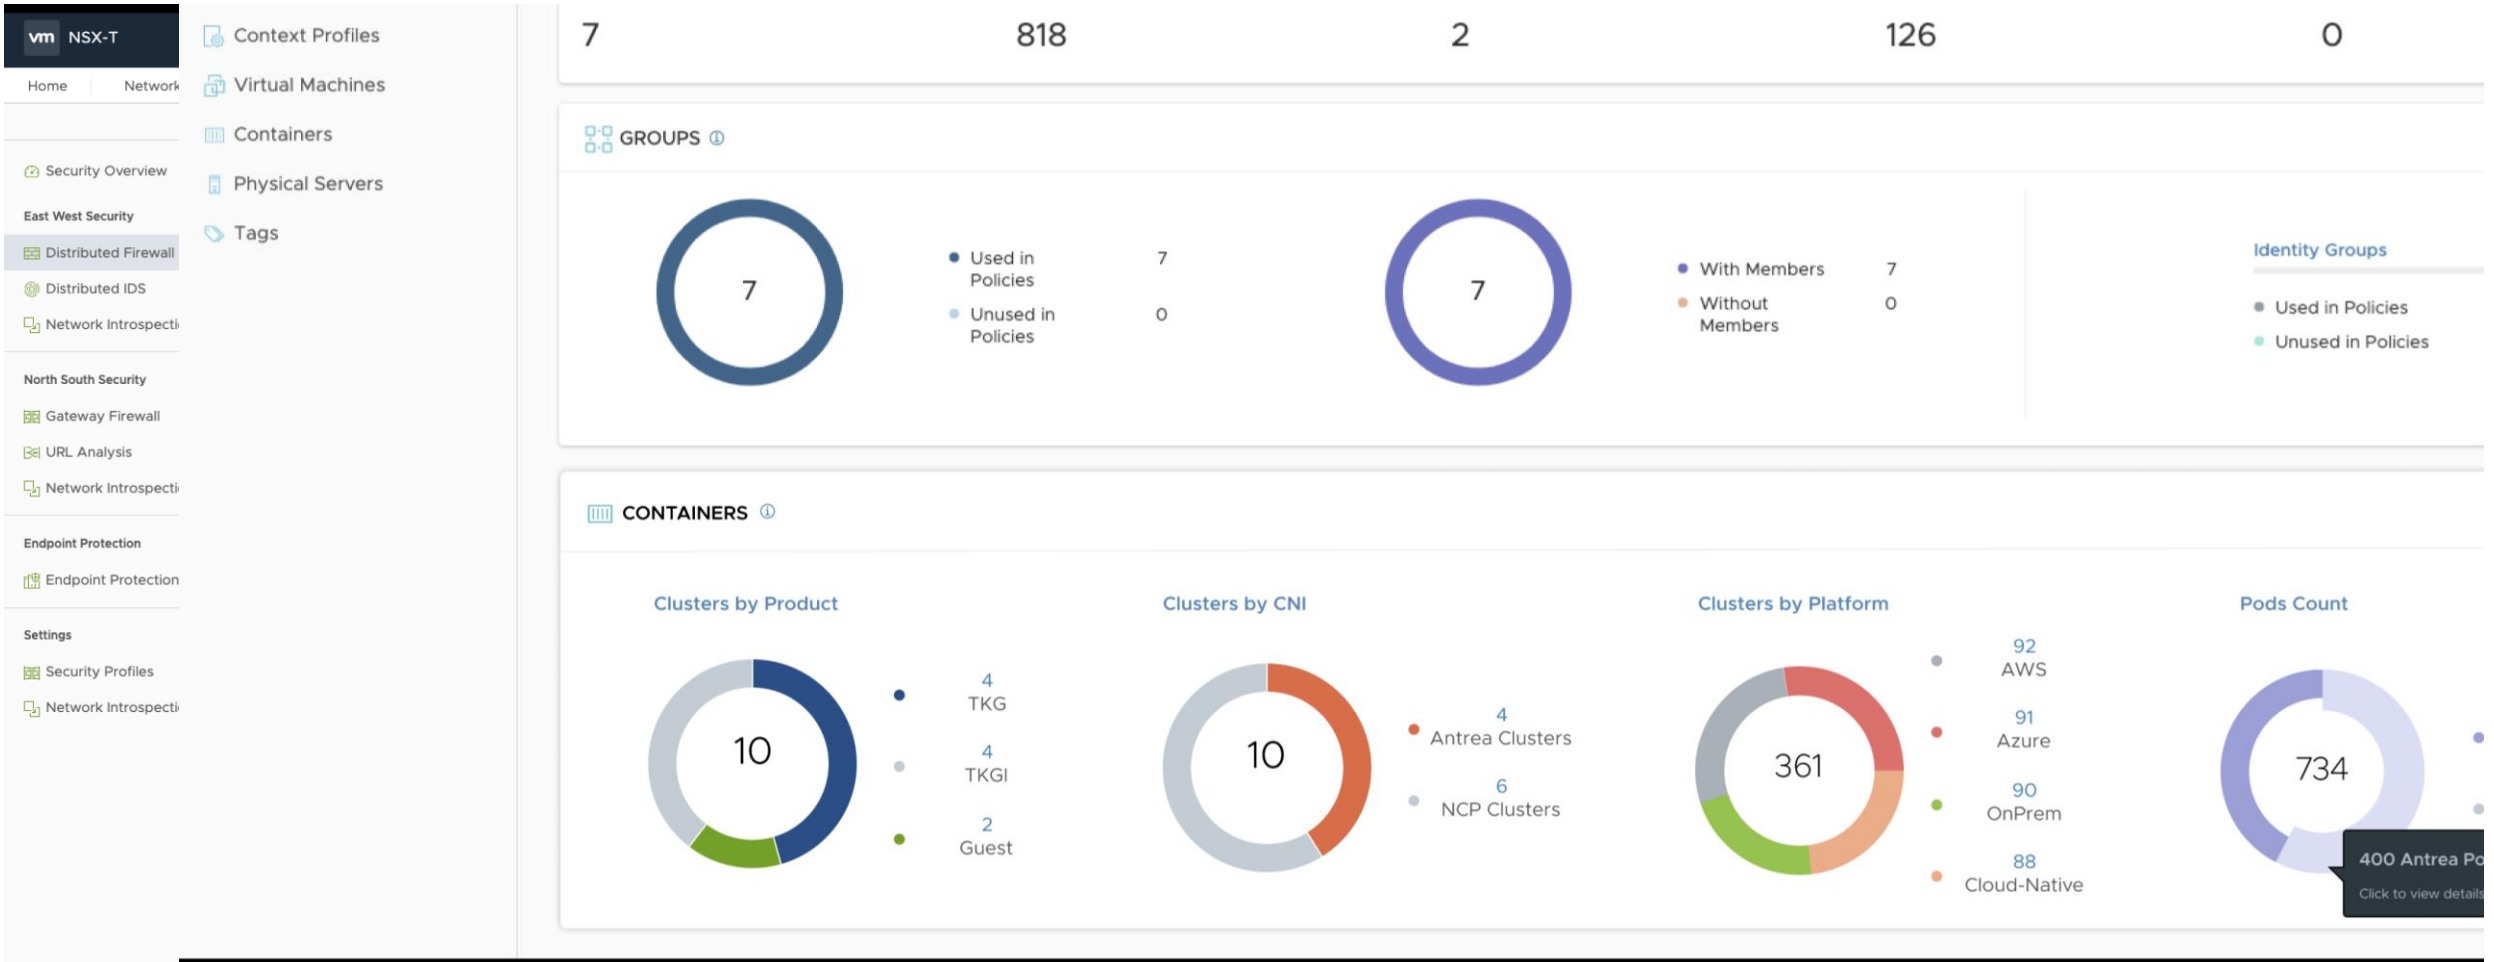 vm NSX-T
Home Network
Security Overview
East West Security
Distributed Firewall
Distributed IDS
Network Introspecti
North South Security
Gateway Firewall
URL Analysis
Network Introspecti
Endpoint Protection
Endpoint Protection
Settings
Security Profiles
Network Introspecti
Context Profiles
Virtual Machines
Containers
Physical Servers
Tags
7 818 2 126 0
GROUPS
7
Used in
Policies
7
Unused in
Policies
0
7
With Members 7
Without
Members
0
Identity Groups
Used in Policies
Unused in Policies
CONTAINERS
Clusters by Product
10
4
TKG
4
TKGI
2
Guest
Clusters by CNI
10
4
Antrea Clusters
6
NCP Clusters
Clusters by Platform
361
92
AWS
91
Azure
90
OnPrem
88
Cloud-Native
Pods Count
734
400 Antrea Po
Click to view details